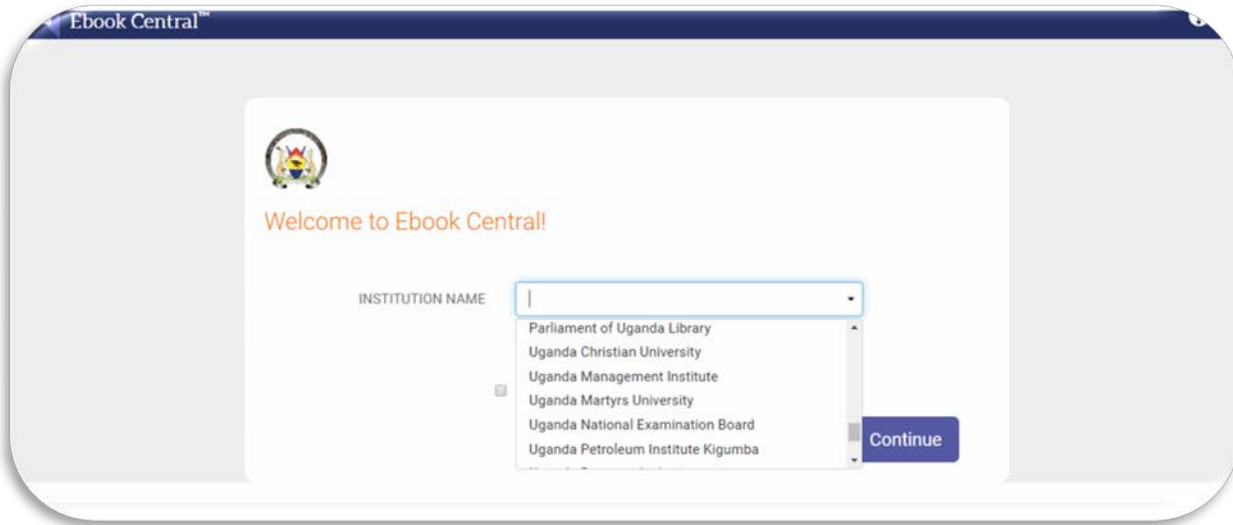 Ebook Central™
Welcome to Ebook Central!
INSTITUTION NAME
Parliament of Uganda Library
Uganda Christian University
Uganda Management Institute
Uganda Martyrs University
Uganda National Examination Board
Uganda Petroleum Institute Kigumba
Continue